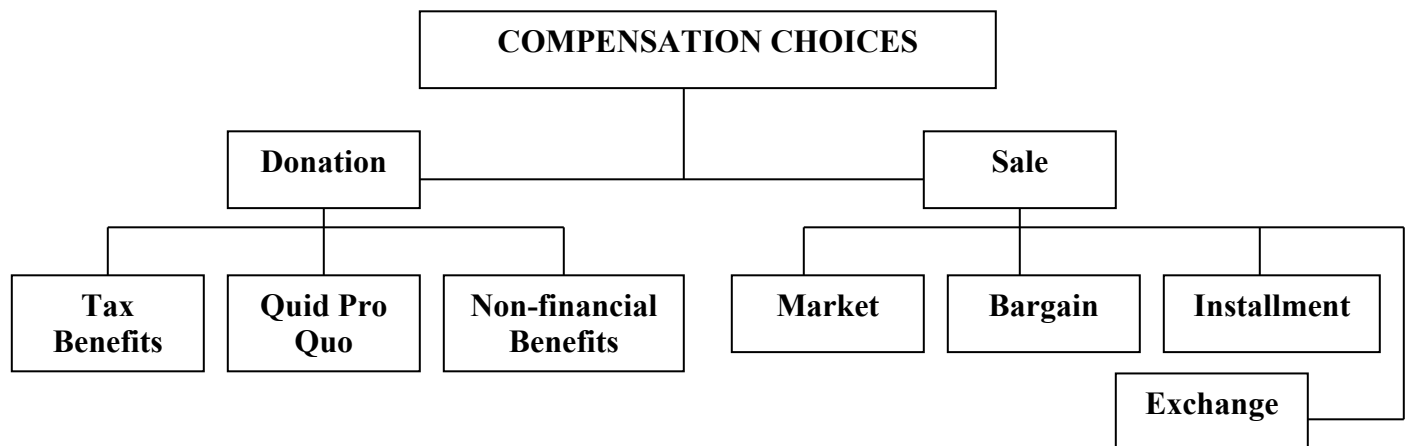 COMPENSATION CHOICES
Donation
Sale
Tax
Benefits
Quid Pro
Quo
Non-financial
Benefits
Market
Bargain
Installment
Exchange